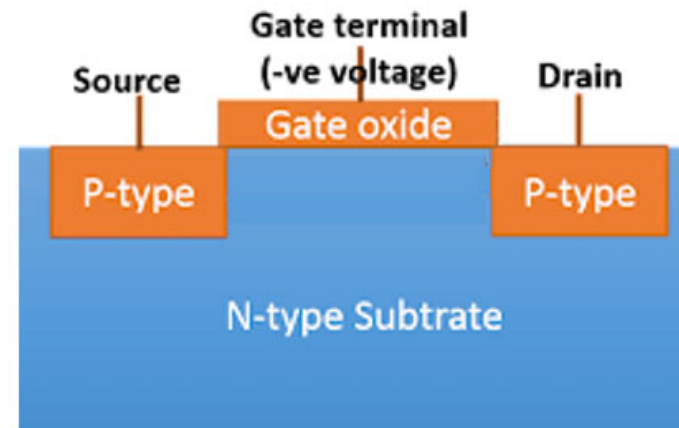 Gate terminal
(-ve voltage)
Source
Drain
Gate oxide
P-type
P-type
N-type Subtrate